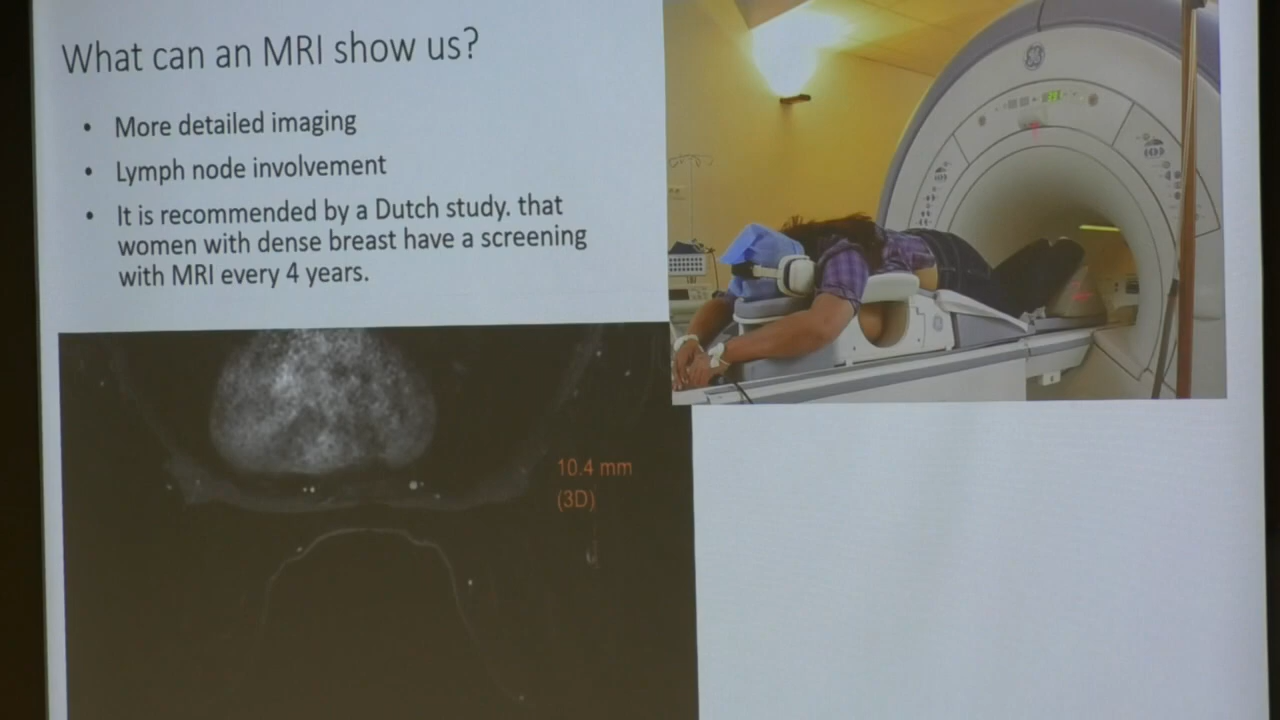 What can an MRI show us?
• More detailed imaging
• Lymph node involvement
• It is recommended by a Dutch study. that
women with dense breast have a screening
with MRI every 4 years.
10.4 mm
(3D)